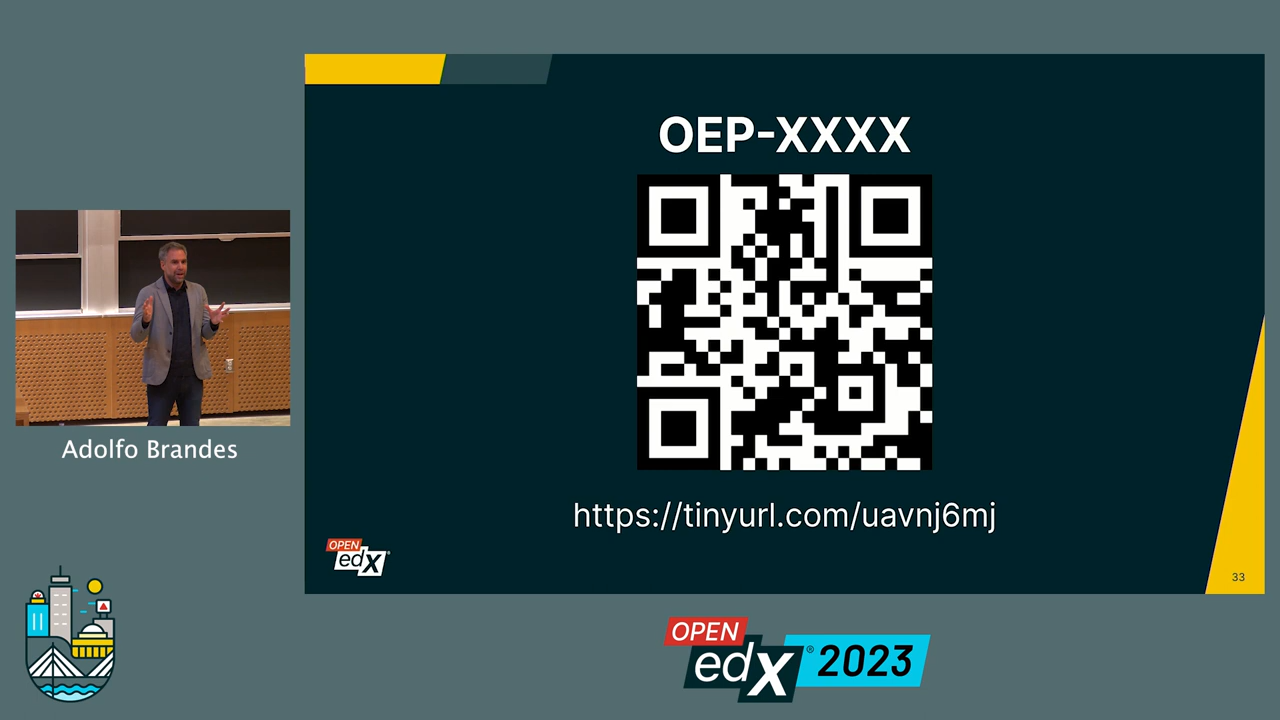 OEP-XXXX
https://tinyurl.com/uavnj6mj
OPEN
edX®
33
Adolfo Brandes
OPEN
edX® 2023